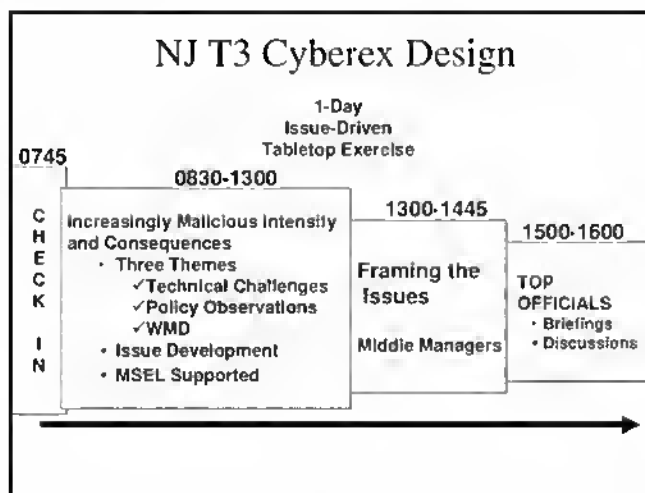 NJ T3 Cyberex Design
1-Day
Issue-Driven
Tabletop Exercise
0745
CHECK IN
0830-1300
Increasingly Malicious Intensity
and Consequences
• Three Themes
✓Technical Challenges
✓Policy Observations
✓WMD
• Issue Development
• MSEL Supported
1300-1445
Framing the
Issues
Middle Managers
1500-1600
TOP
OFFICIALS
• Briefings
• Discussions